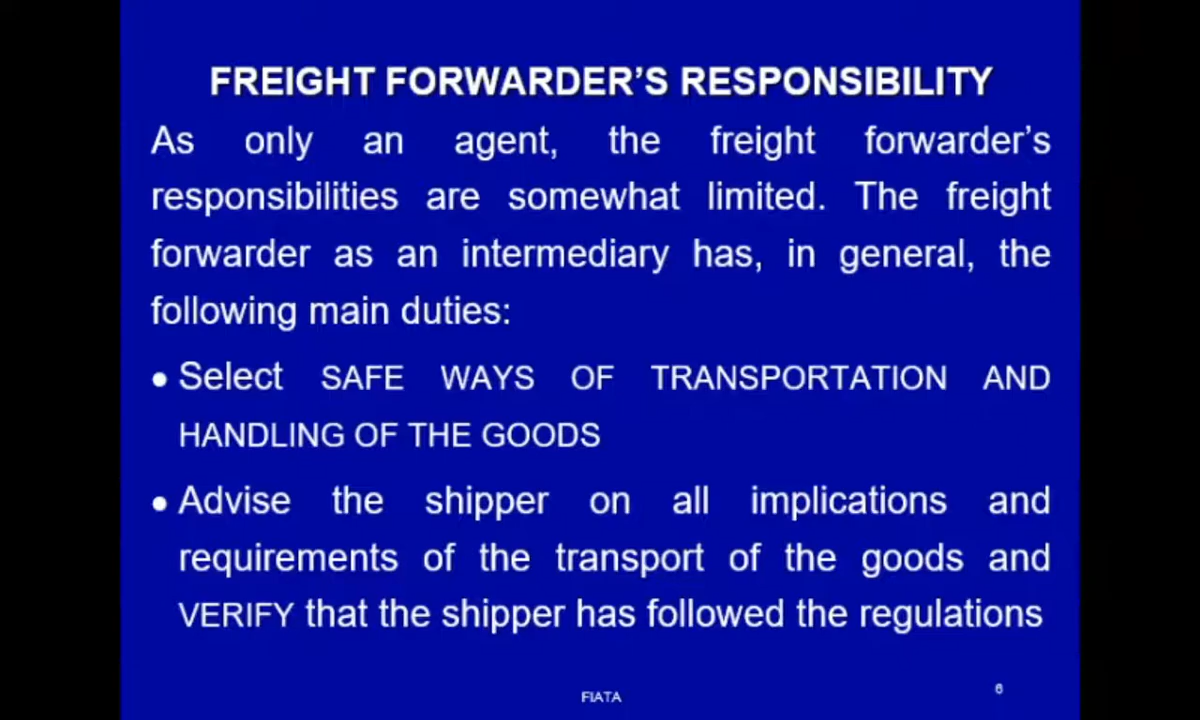 FREIGHT FORWARDER’S RESPONSIBILITY
As only an agent, the freight forwarder’s
responsibilities are somewhat limited. The freight
forwarder as an intermediary has, in general, the
following main duties:
• Select SAFE WAYS OF TRANSPORTATION AND
HANDLING OF THE GOODS
• Advise the shipper on all implications and
requirements of the transport of the goods and
VERIFY that the shipper has followed the regulations
FIATA
6